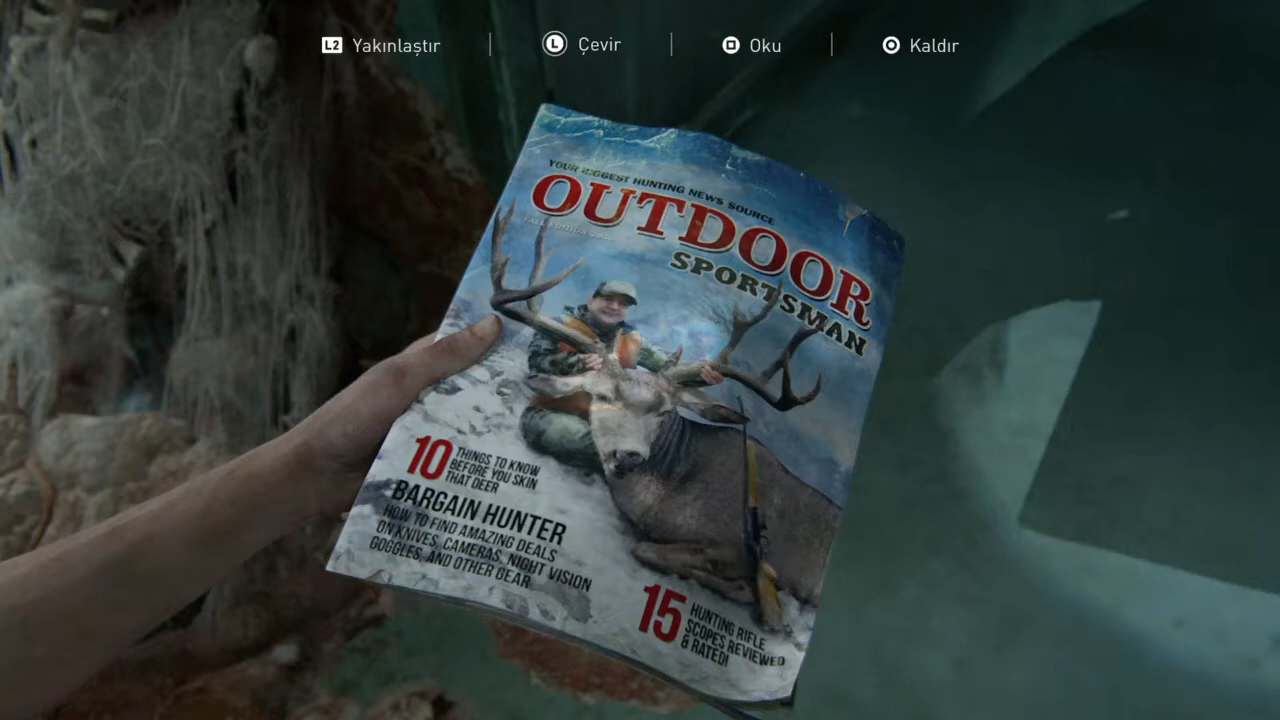 L2 Yakınlaştır
L Çevir
Oku
Kaldır
YOUR BIGGEST HUNTING NEWS SOURCE
OUTDOOR
SPORTSMAN
10 THINGS TO KNOW
BEFORE YOU SKIN
THAT DEER
BARGAIN HUNTER
HOW TO FIND AMAZING DEALS
ON KNIVES, CAMERAS, NIGHT VISION
GOGGLES, AND OTHER GEAR
15 HUNTING RIFLE
SCOPES REVIEWED
& RATED!